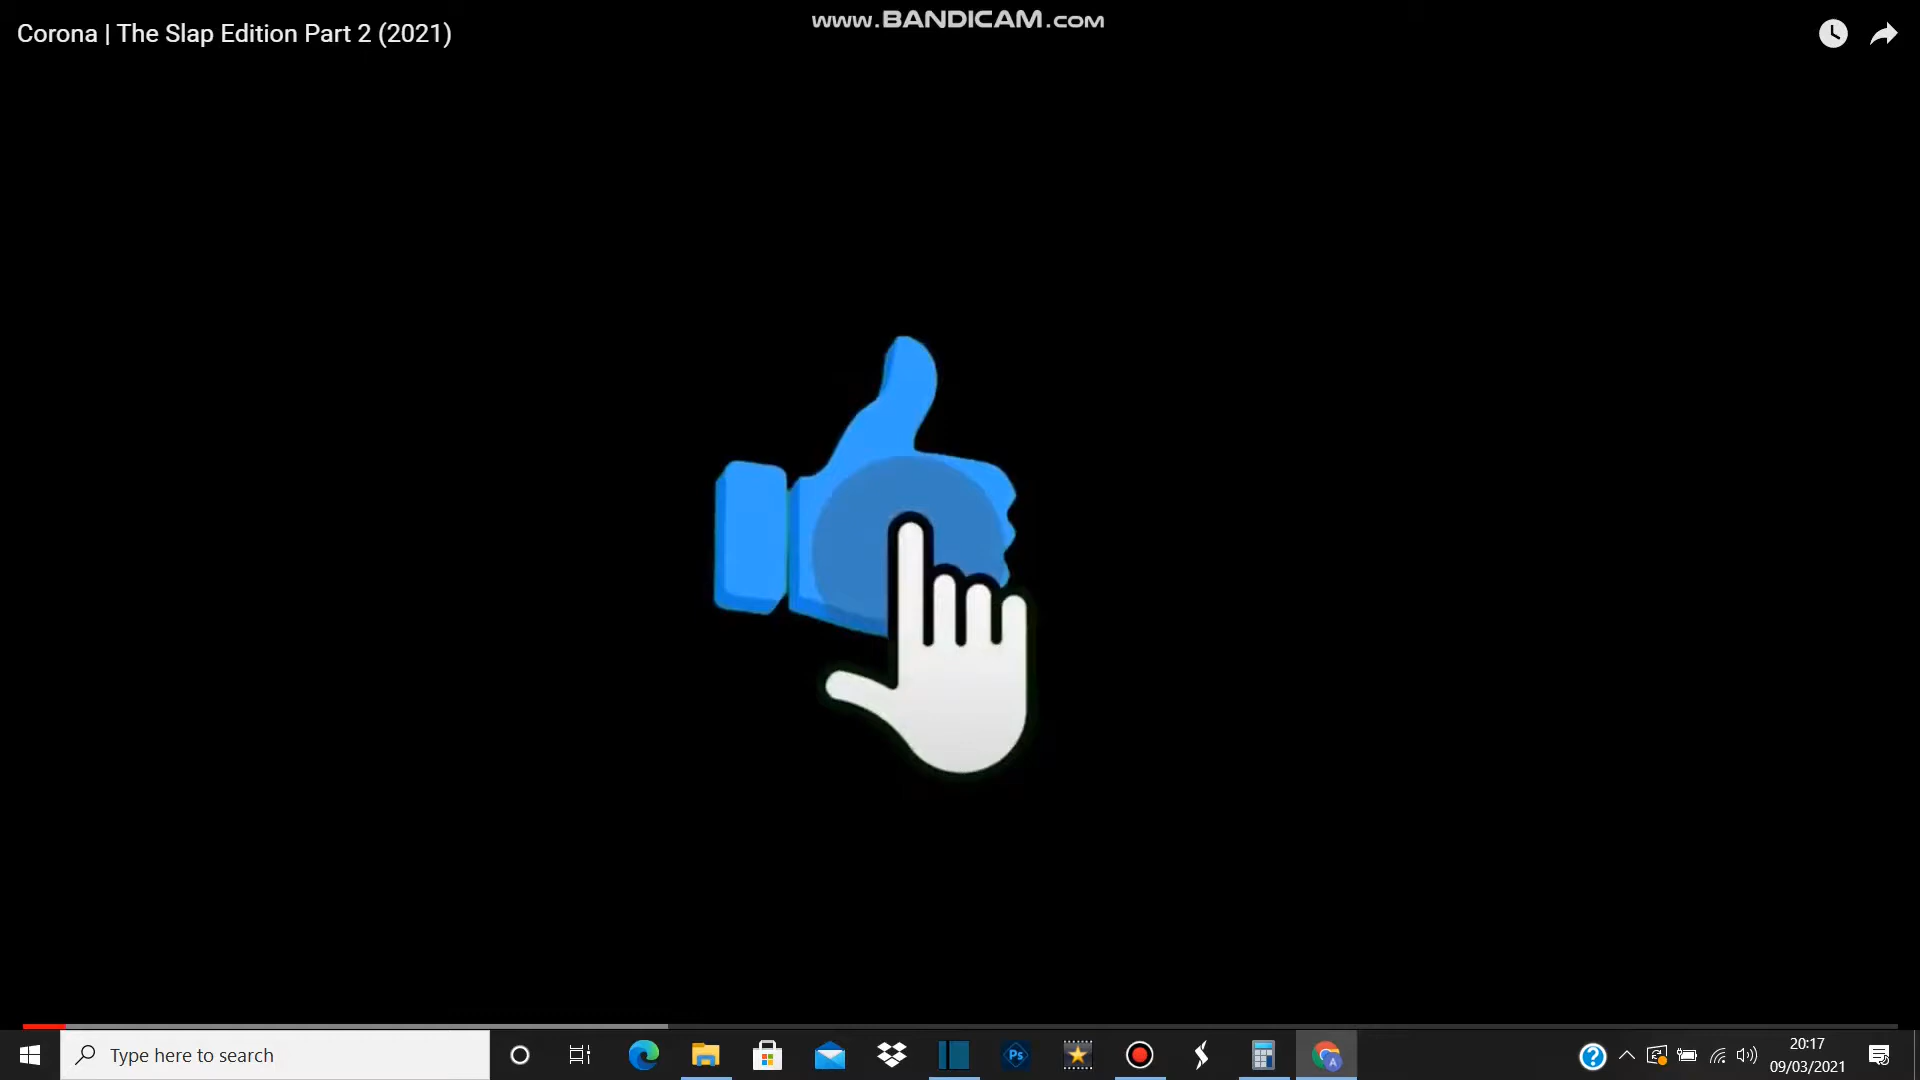 www.BANDICAM.com
Corona | The Slap Edition Part 2 (2021)
Type here to search
Ps
A
?
20:17
09/03/2021